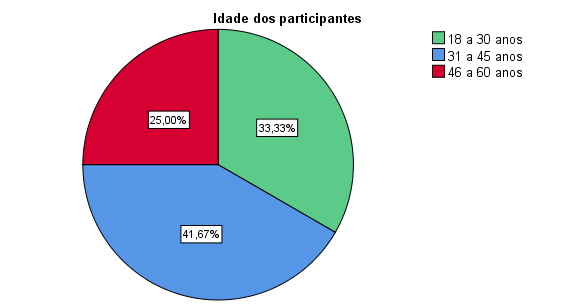 Idade dos participantes
18 a 30 anos
31 a 45 anos
46 a 60 anos
25,00%
33,33%
41,67%